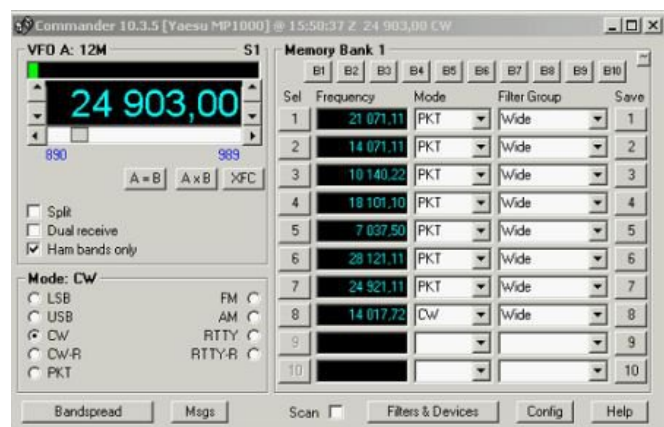 Commander 10.3.5 [Yaesu MP1000] @ 15:50:37 Z 24 903,00 CW
VFO A: 12M S1
24 903,00
890 989
A = B A x B XFC
Split
Dual receive
Ham bands only
Mode: CW
LSB FM
USB AM
CW RTTY
CW-R RTTY-R
PKT
Memory Bank 1
B1 B2 B3 B4 B5 B6 B7 B8 B9 B10
Sel Frequency Mode Filter Group Save
1 21 071,11 PKT Wide 1
2 14 071,11 PKT Wide 2
3 10 140,22 PKT Wide 3
4 18 101,10 PKT Wide 4
5 7 037,50 PKT Wide 5
6 28 121,11 PKT Wide 6
7 24 921,11 PKT Wide 7
8 14 017,72 CW Wide 8
9 9
10 10
Bandspread Msgs Scan Filters & Devices Config Help